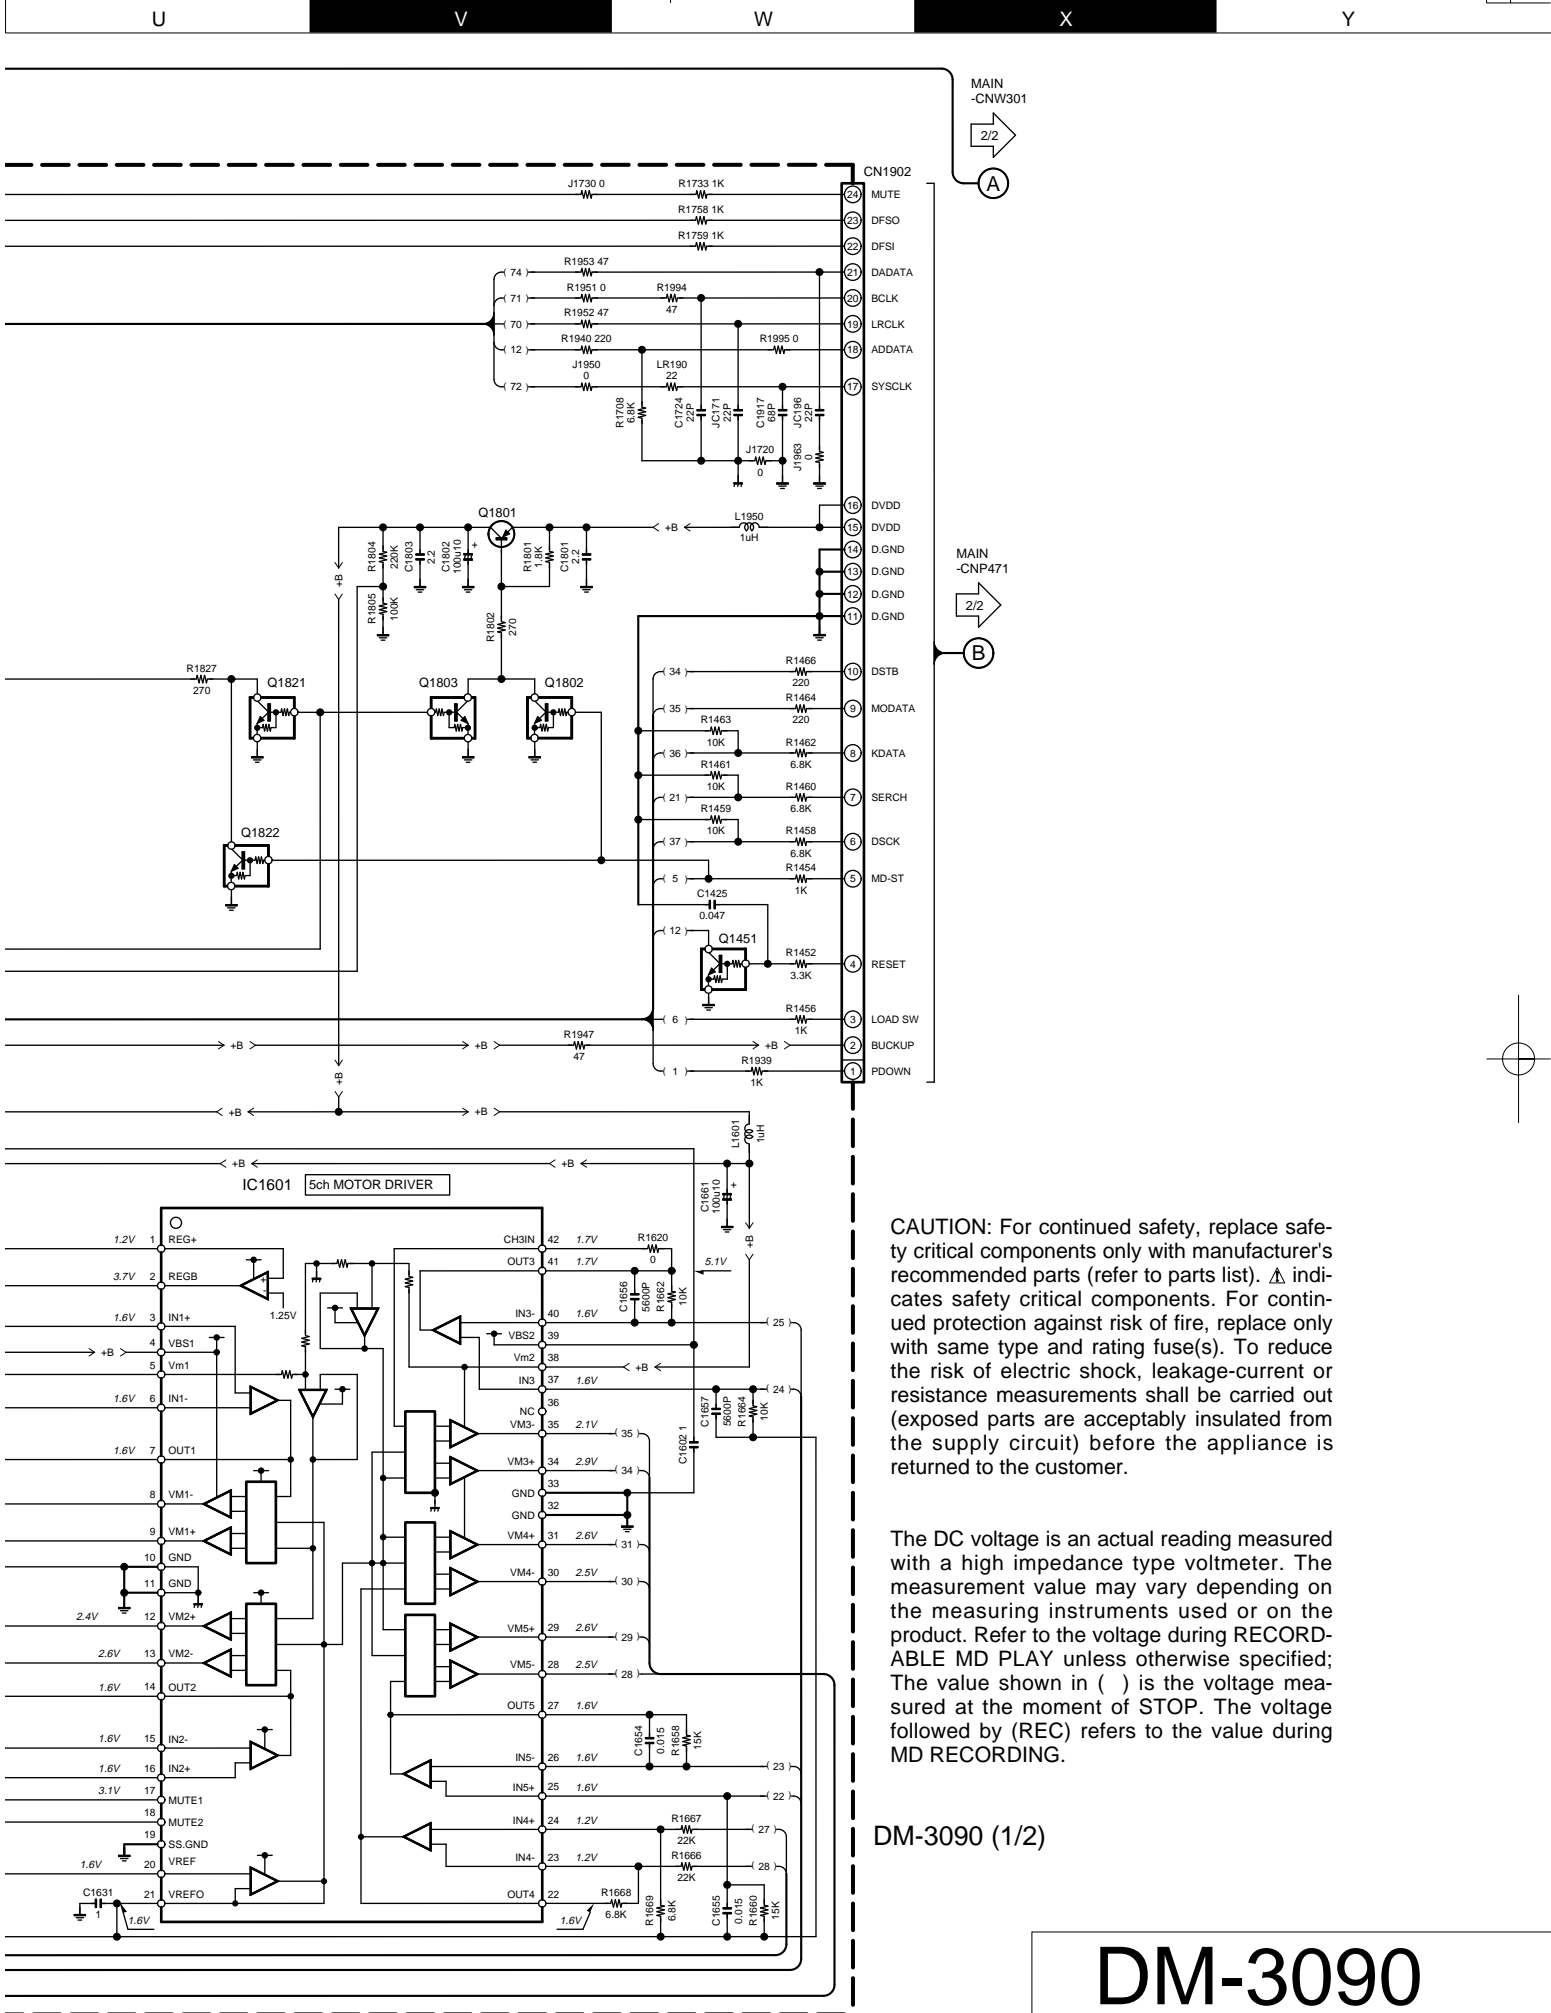 U V W X Y
MAIN
-CNW301
2/2
A
CN1902
J1730 0 R1733 1K 24 MUTE
R1758 1K 23 DFSO
R1759 1K 22 DFSI
74 R1953 47 21 DADATA
71 R1951 0 R1994 47 20 BCLK
70 R1952 47 19 LRCLK
12 R1940 220 R1995 0 18 ADDATA
72 J1950 0 LR190 22 17 SYSCLK
R1708 6.8K C1724 22P JC171 22P C1917 68P JC196 22P
J1720 0 J1963 0
16 DVDD
Q1801 +B L1950 1uH 15 DVDD
R1804 220K C1803 2.2 C1802 100u10 + R1801 1.8K C1801 2.2
14 D.GND
13 D.GND
12 D.GND
11 D.GND
MAIN
-CNP471
2/2
B
+B R1805 100K R1802 270
34 R1466 220 10 DSTB
R1827 270 Q1821 Q1803 Q1802
35 R1464 220 9 MODATA
R1463 10K
36 R1462 6.8K 8 KDATA
R1461 10K
21 R1460 6.8K 7 SERCH
R1459 10K
37 R1458 6.8K 6 DSCK
Q1822
5 R1454 1K 5 MD-ST
C1425 0.047
12 Q1451 R1452 3.3K 4 RESET
6 R1456 1K 3 LOAD SW
+B +B R1947 47 +B 2 BUCKUP
+B 1 R1939 1K 1 PDOWN
+B +B
L1601 1uH
+B +B
C1661 100u10 +
+B
IC1601 5ch MOTOR DRIVER
1.2V 1 REG+
3.7V 2 REGB
+ -
1.25V
1.6V 3 IN1+
+B 4 VBS1
5 Vm1
1.6V 6 IN1-
1.6V 7 OUT1
8 VM1-
9 VM1+
10 GND
11 GND
2.4V 12 VM2+
2.6V 13 VM2-
1.6V 14 OUT2
1.6V 15 IN2-
1.6V 16 IN2+
3.1V 17 MUTE1
18 MUTE2
19 SS.GND
1.6V 20 VREF
C1631 1 1.6V 21 VREFO
CH3IN 42 1.7V R1620 0
OUT3 41 1.7V 5.1V
C1656 5600P R1662 10K
IN3- 40 1.6V 25
VBS2 39
Vm2 38 +B
IN3 37 1.6V 24
C1657 5600P R1664 10K
NC 36
VM3- 35 2.1V 35
C1602 .1
VM3+ 34 2.9V 34
GND 33
GND 32
VM4+ 31 2.6V 31
VM4- 30 2.5V 30
VM5+ 29 2.6V 29
VM5- 28 2.5V 28
OUT5 27 1.6V
C1654 0.015 R1658 15K
IN5- 26 1.6V 23
IN5+ 25 1.6V 22
IN4+ 24 1.2V R1667 22K 27
IN4- 23 1.2V R1666 22K 28
OUT4 22 R1668 6.8K
1.6V R1669 6.8K C1655 0.015 R1660 15K
CAUTION: For continued safety, replace safe-
ty critical components only with manufacturer's
recommended parts (refer to parts list). ⚠ indi-
cates safety critical components. For contin-
ued protection against risk of fire, replace only
with same type and rating fuse(s). To reduce
the risk of electric shock, leakage-current or
resistance measurements shall be carried out
(exposed parts are acceptably insulated from
the supply circuit) before the appliance is
returned to the customer.
The DC voltage is an actual reading measured
with a high impedance type voltmeter. The
measurement value may vary depending on
the measuring instruments used or on the
product. Refer to the voltage during RECORD-
ABLE MD PLAY unless otherwise specified;
The value shown in ( ) is the voltage mea-
sured at the moment of STOP. The voltage
followed by (REC) refers to the value during
MD RECORDING.
DM-3090 (1/2)
DM-3090